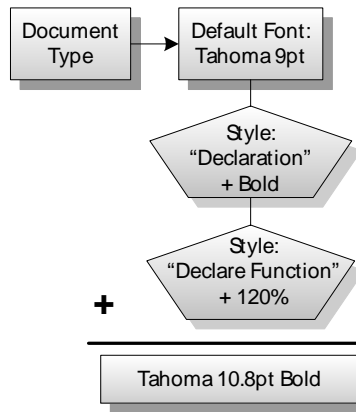 Document
Type
Default Font:
Tahoma 9pt
Style:
“Declaration”
+ Bold
Style:
“Declare Function”
+ 120%
+
Tahoma 10.8pt Bold